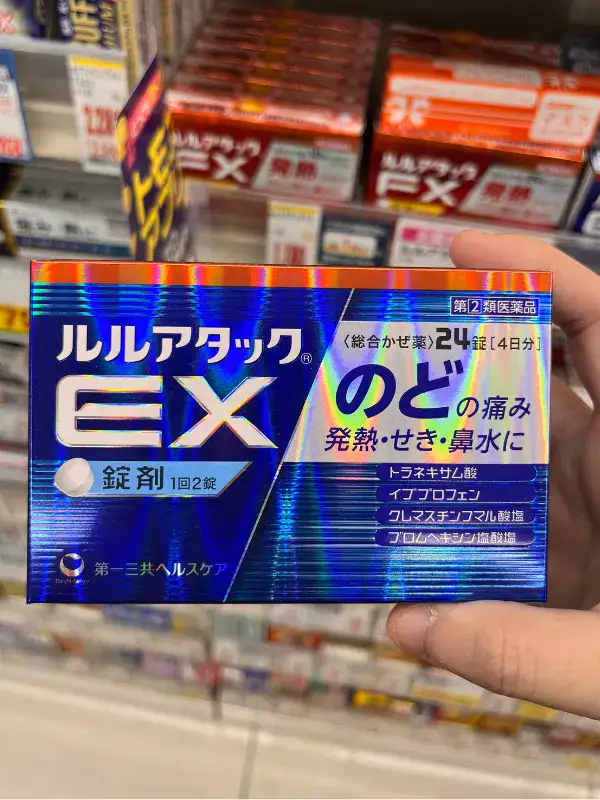 第②類医薬品
ルルアタック®
EX
錠剤 1回2錠
〈総合かぜ薬〉24錠[4日分]
のどの痛み
発熱・せき・鼻水に
トラネキサム酸
イブプロフェン
クレマスチンフマル酸塩
ブロムヘキシン塩酸塩
第一三共ヘルスケア
ルルアタック
EX
発熱
ルルアタック
EX
発熱